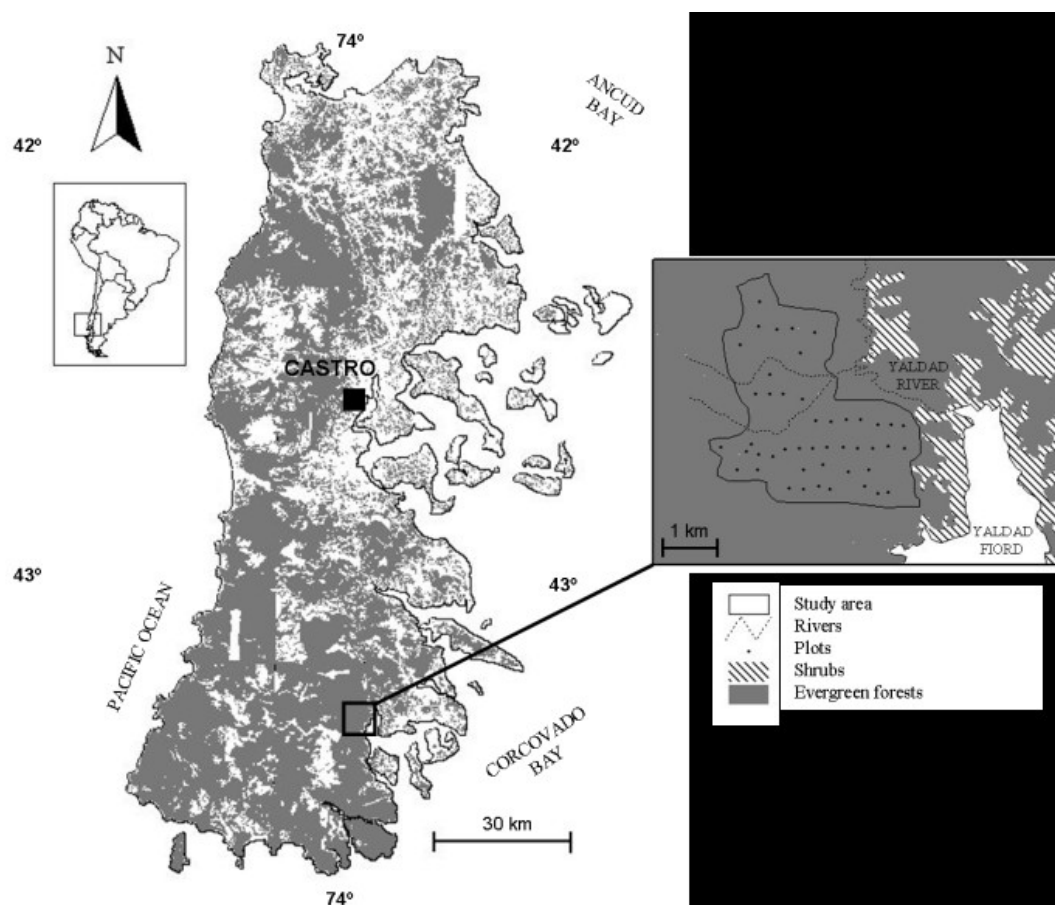 74º
N
ANCUD
BAY
42º
42º
CASTRO
YALDAD
RIVER
1 km
YALDAD
FIORD
43º
43º
PACIFIC OCEAN
Study area
Rivers
Plots
Shrubs
Evergreen forests
CORCOVADO
BAY
30 km
74º